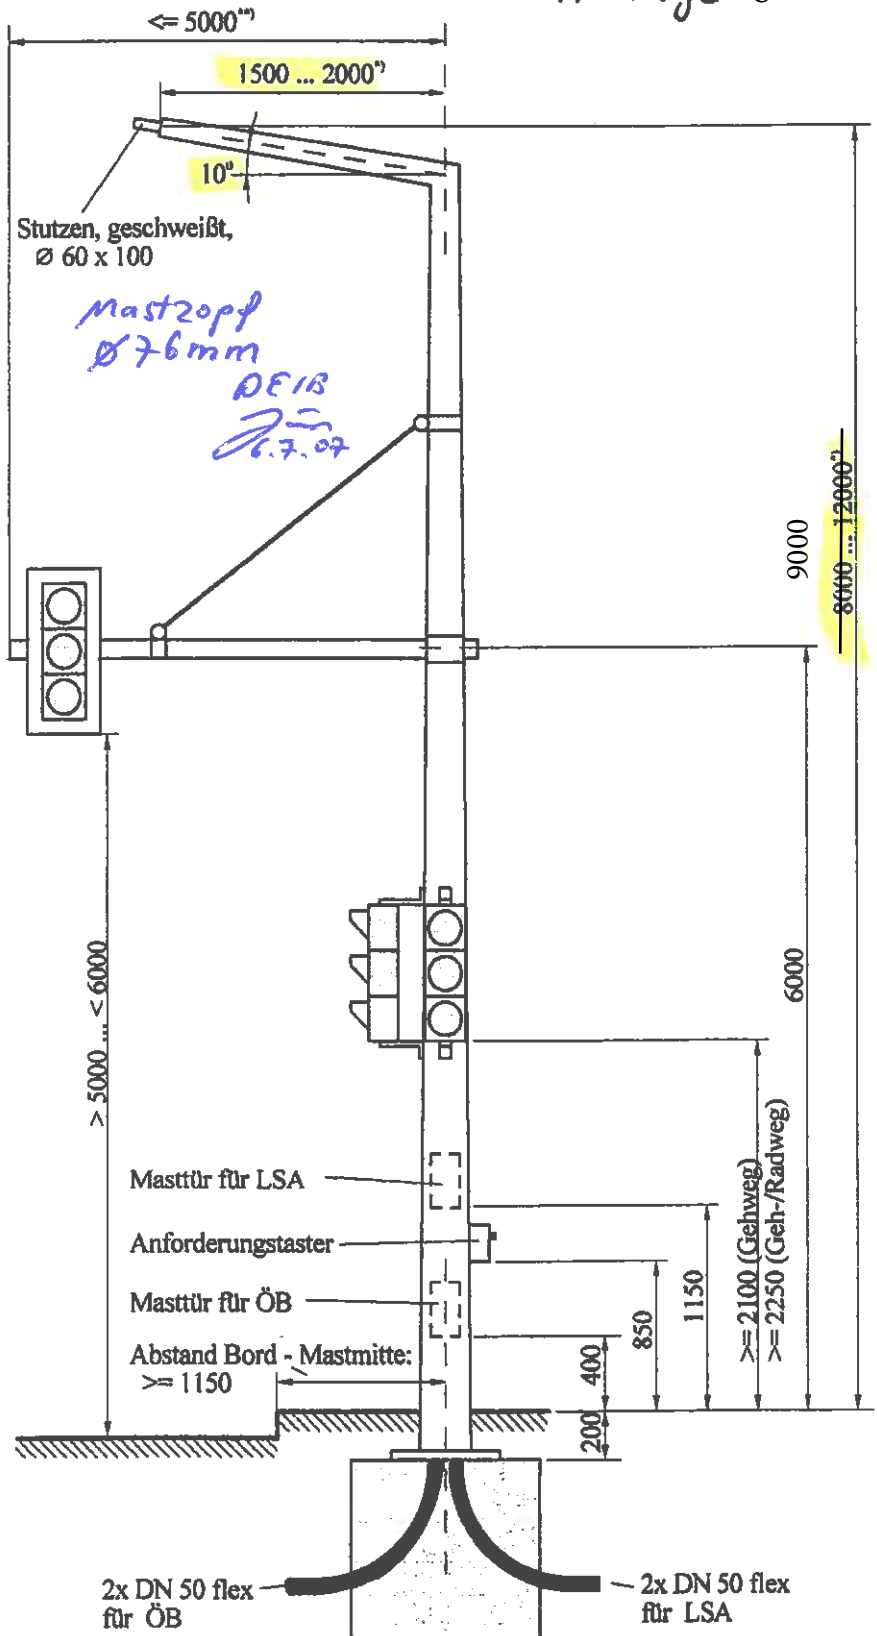 <= 5000**)
1500 ... 2000*)
10°
Stutzen, geschweißt,
Ø 60 x 100
Mastzopf
Ø 76mm
DE1B
6.7.07
8000 ... 12000*)
9000
6000
> 5000 ... < 6000
>= 2100 (Gehweg)
>= 2250 (Geh-/Radweg)
Masttür für LSA
1150
Anforderungstaster
850
Masttür für ÖB
400
Abstand Bord - Mastmitte:
>= 1150
200
2x DN 50 flex
für ÖB
2x DN 50 flex
für LSA